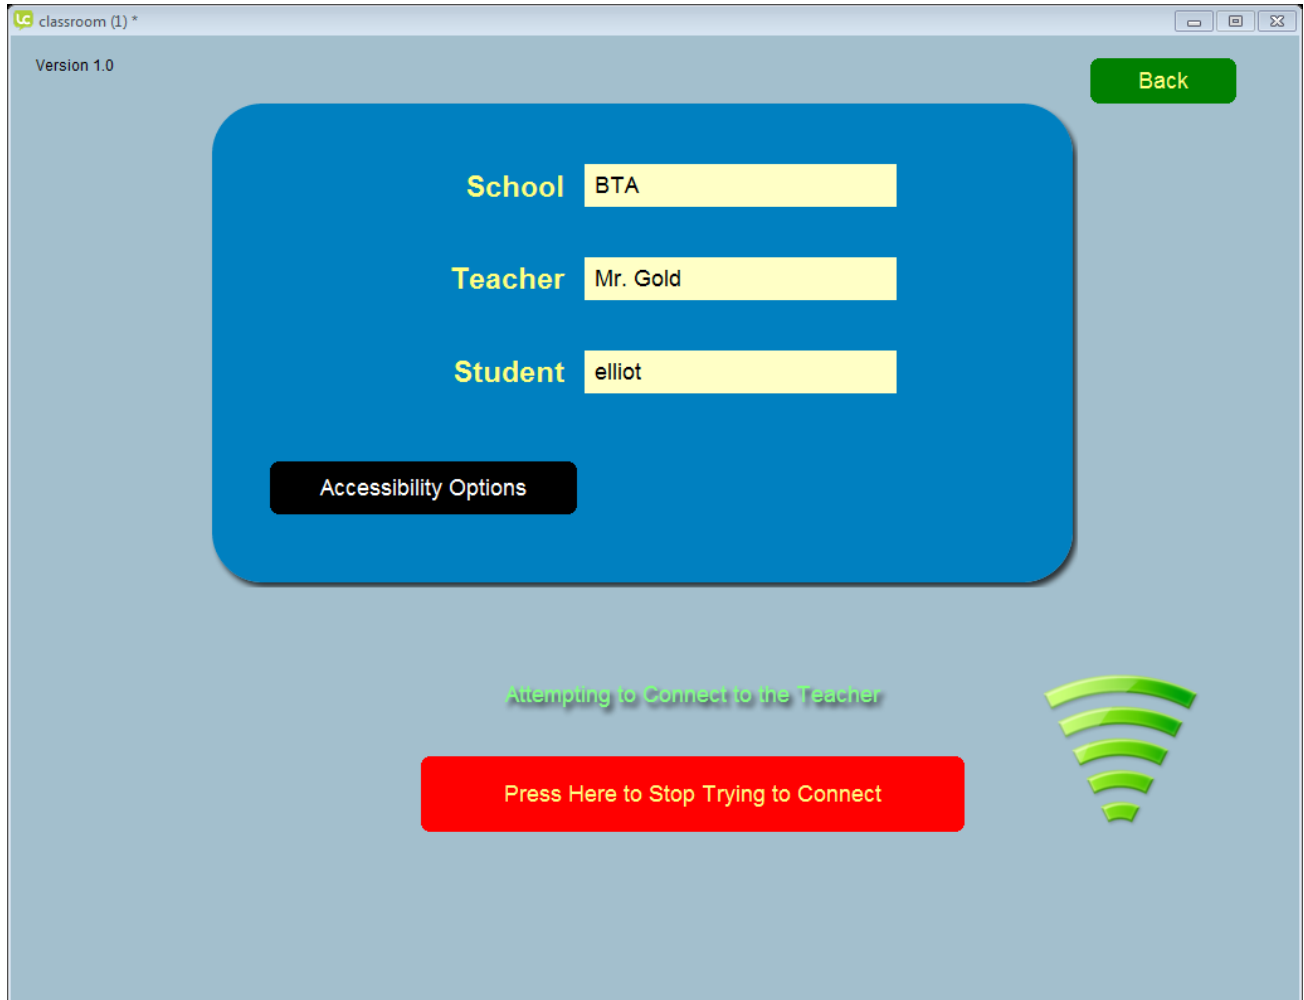 LC classroom (1) *
Version 1.0
Back
School BTA
Teacher Mr. Gold
Student elliot
Accessibility Options
Attempting to Connect to the Teacher
Press Here to Stop Trying to Connect